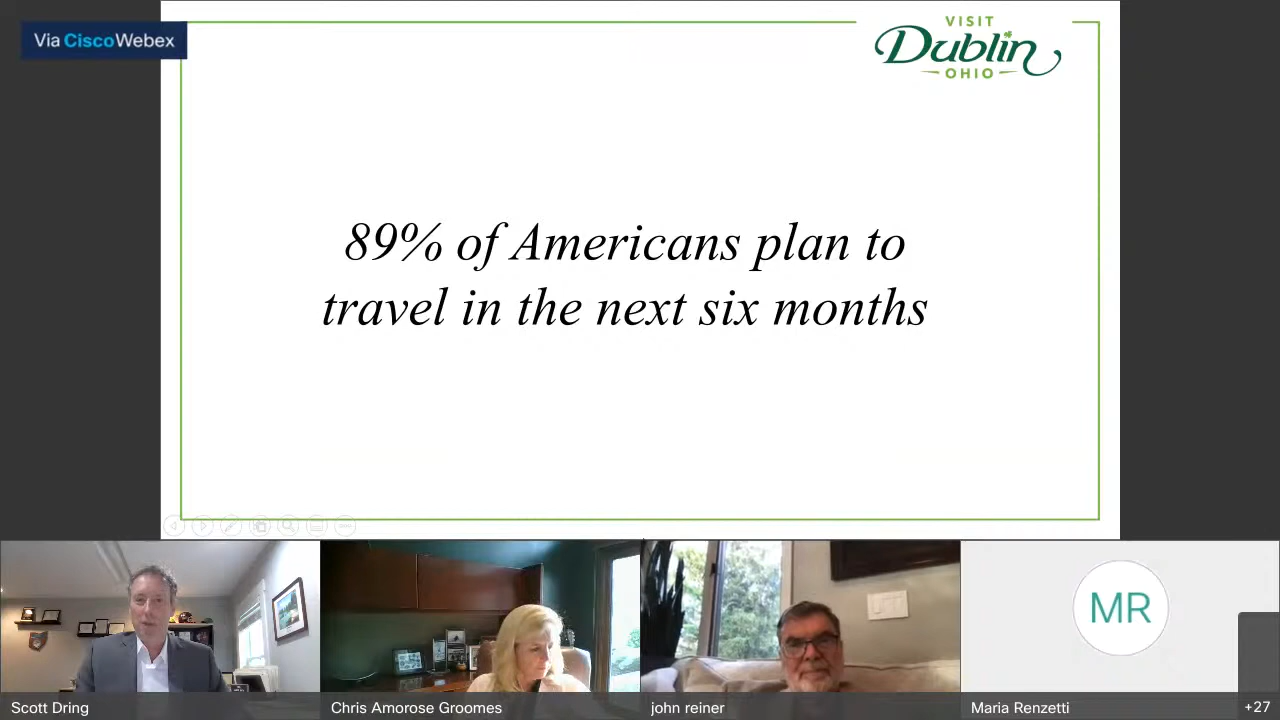 Via CiscoWebex
VISIT
Dublin
OHIO
89% of Americans plan to
travel in the next six months
MR
Scott Dring
Chris Amorose Groomes
john reiner
Maria Renzetti
+27